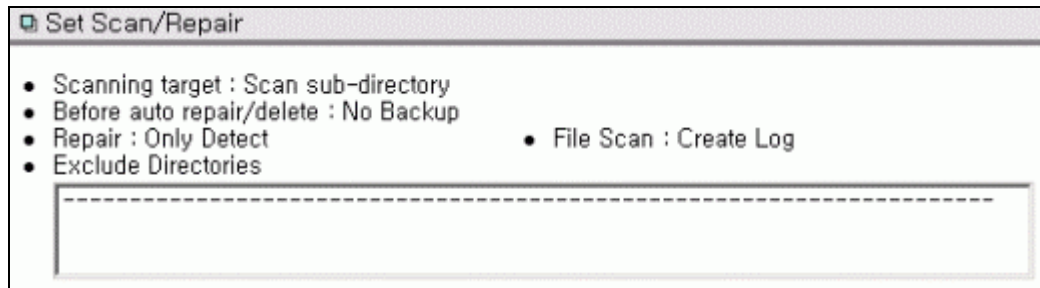 Set Scan/Repair
• Scanning target : Scan sub-directory
• Before auto repair/delete : No Backup
• Repair : Only Detect • File Scan : Create Log
• Exclude Directories
----------------------------------------------------------------------